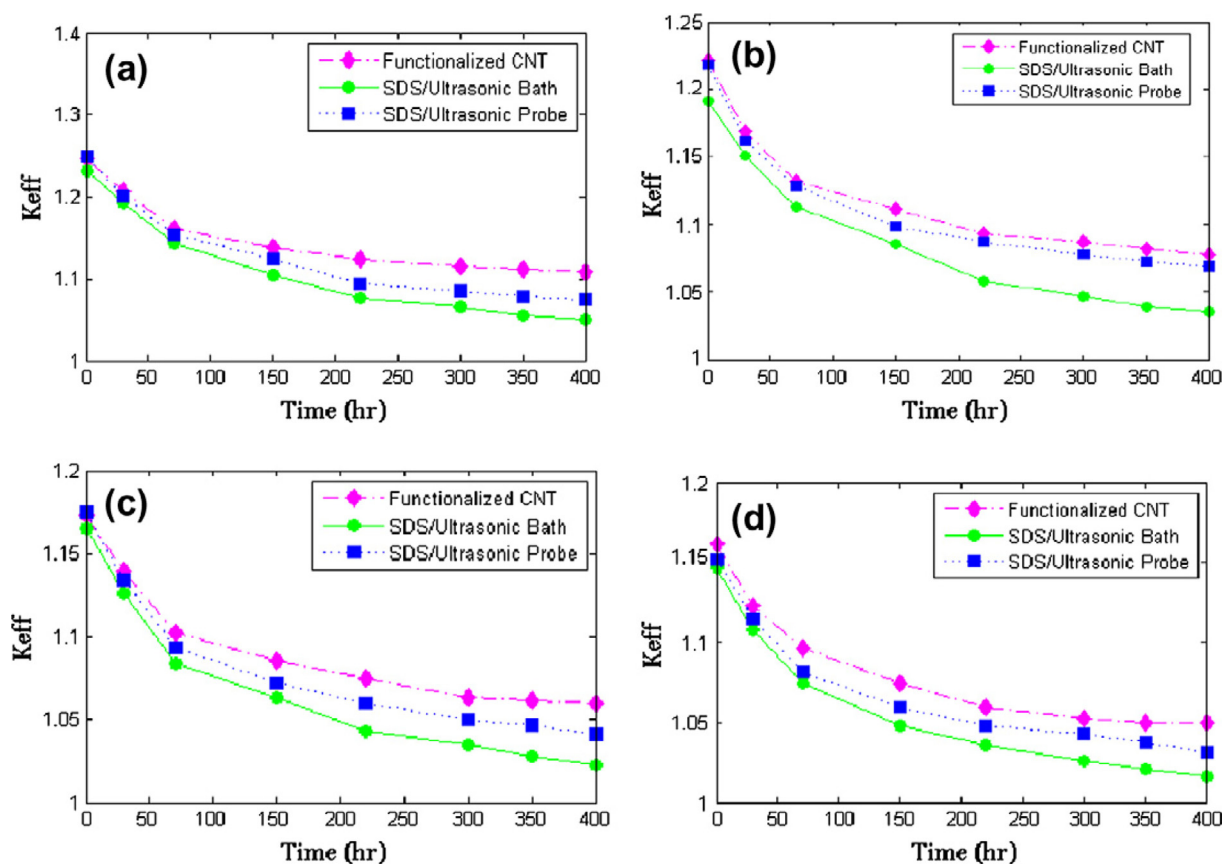 (a)
Functionalized CNT
SDS/Ultrasonic Bath
SDS/Ultrasonic Probe
1.4
1.3
1.2
1.1
1
Keff
0 50 100 150 200 250 300 350 400
Time (hr)
(b)
Functionalized CNT
SDS/Ultrasonic Bath
SDS/Ultrasonic Probe
1.25
1.2
1.15
1.1
1.05
1
Keff
0 50 100 150 200 250 300 350 400
Time (hr)
(c)
Functionalized CNT
SDS/Ultrasonic Bath
SDS/Ultrasonic Probe
1.2
1.15
1.1
1.05
1
Keff
0 50 100 150 200 250 300 350 400
Time (hr)
(d)
Functionalized CNT
SDS/Ultrasonic Bath
SDS/Ultrasonic Probe
1.2
1.15
1.1
1.05
1
Keff
0 50 100 150 200 250 300 350 400
Time (hr)